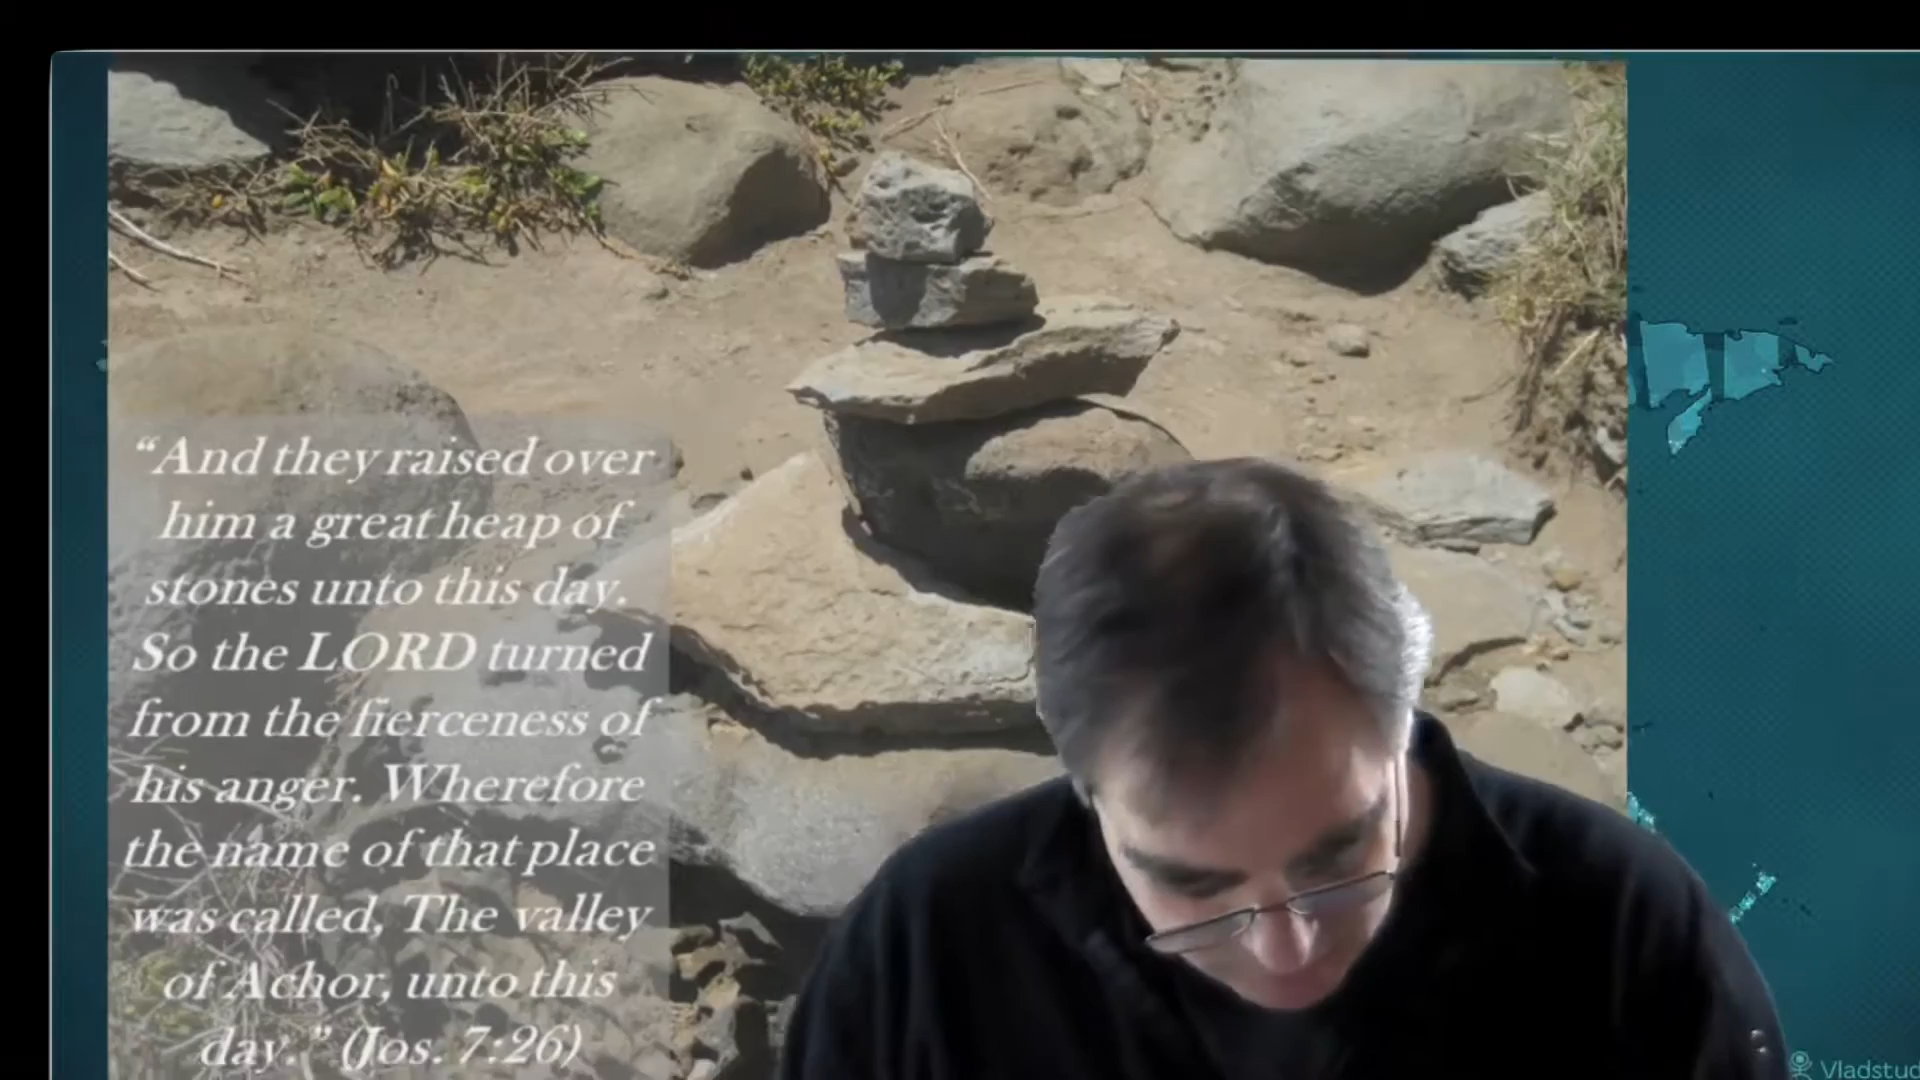 “And they raised over
him a great heap of
stones unto this day.
So the LORD turned
from the fierceness of
his anger. Wherefore
the name of that place
was called, The valley
of Achor, unto this
day.” (Jos. 7:26)
Vladstud